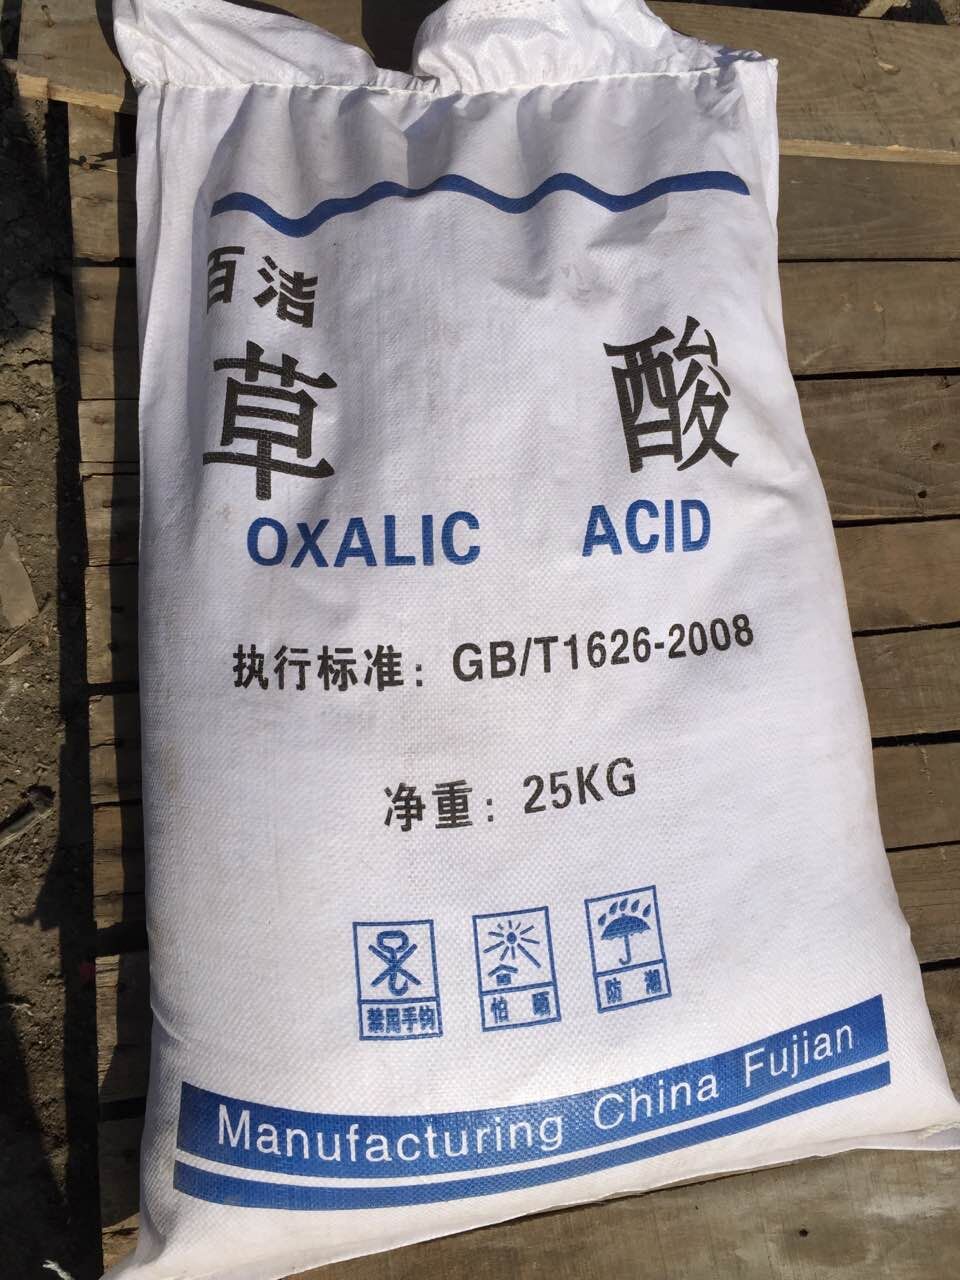 百洁
草 酸
OXALIC ACID
执行标准：GB/T1626-2008
净重：25KG
禁用手钩
怕晒
防潮
Manufacturing China Fujian